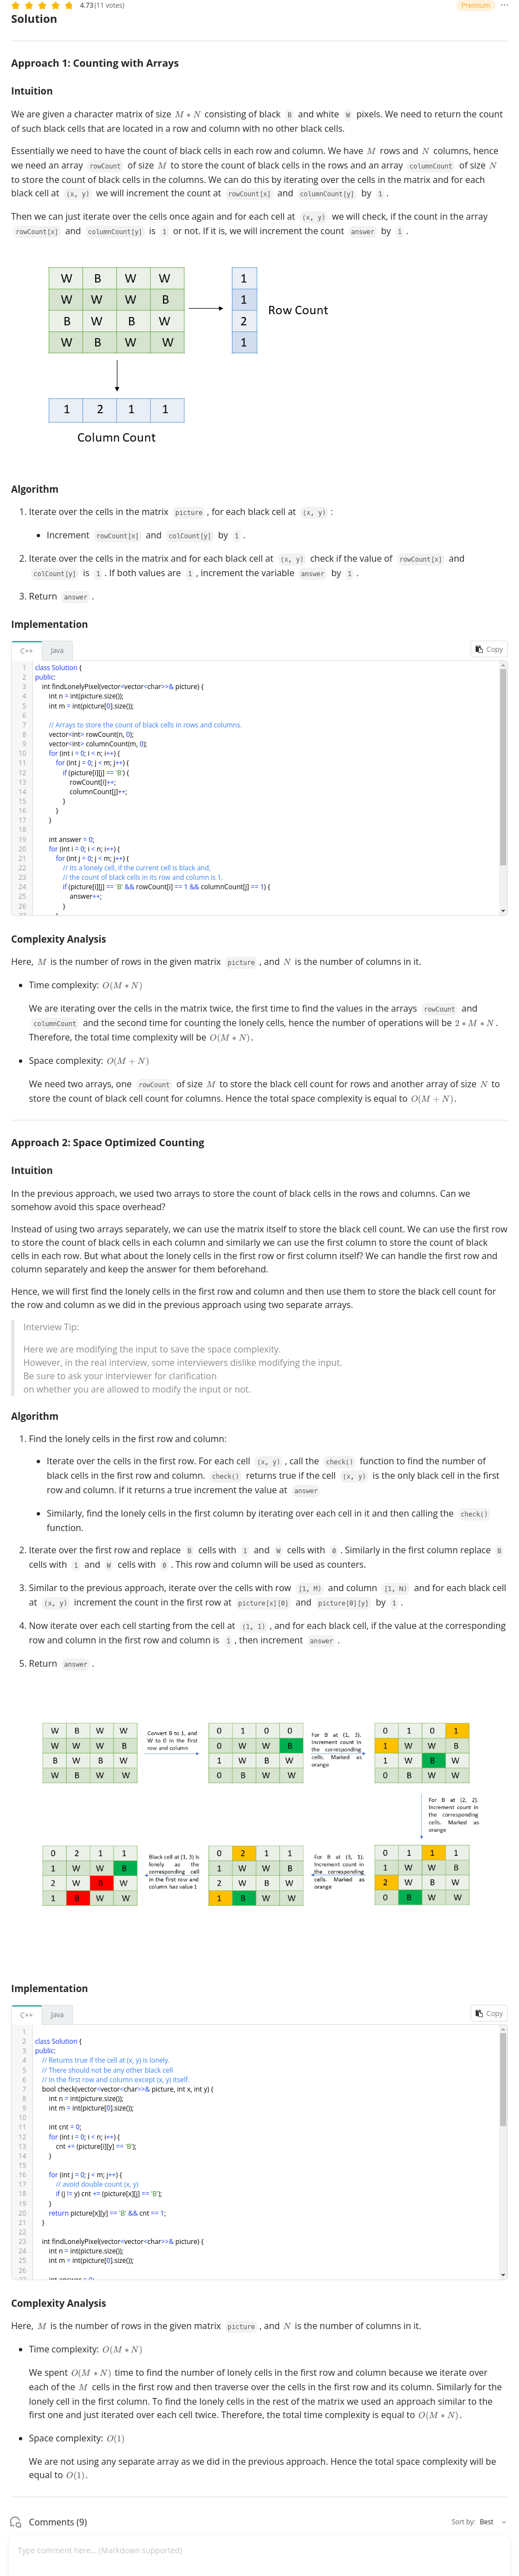 4.73 (11 votes)
Premium
Solution
Approach 1: Counting with Arrays
Intuition
We are given a character matrix of size M ∗ N consisting of black B and white W pixels. We need to return the count
of such black cells that are located in a row and column with no other black cells.
Essentially we need to have the count of black cells in each row and column. We have M rows and N columns, hence
we need an array rowCount of size M to store the count of black cells in the rows and an array columnCount of size N
to store the count of black cells in the columns. We can do this by iterating over the cells in the matrix and for each
black cell at (x, y) we will increment the count at rowCount[x] and columnCount[y] by 1 .
Then we can just iterate over the cells once again and for each cell at (x, y) we will check, if the count in the array
rowCount[x] and columnCount[y] is 1 or not. If it is, we will increment the count answer by 1 .
W B W W 1
W W W B 1
B W B W 2
W B W W 1
Row Count
1 2 1 1
Column Count
Algorithm
1. Iterate over the cells in the matrix picture , for each black cell at (x, y) :
• Increment rowCount[x] and colCount[y] by 1 .
2. Iterate over the cells in the matrix and for each black cell at (x, y) check if the value of rowCount[x] and
colCount[y] is 1 . If both values are 1 , increment the variable answer by 1 .
3. Return answer .
Implementation
C++ Java Copy
1 class Solution {
2 public:
3 int findLonelyPixel(vector<vector<char>>& picture) {
4 int n = int(picture.size());
5 int m = int(picture[0].size());
6
7 // Arrays to store the count of black cells in rows and columns.
8 vector<int> rowCount(n, 0);
9 vector<int> columnCount(m, 0);
10 for (int i = 0; i < n; i++) {
11 for (int j = 0; j < m; j++) {
12 if (picture[i][j] == 'B') {
13 rowCount[i]++;
14 columnCount[j]++;
15 }
16 }
17 }
18
19 int answer = 0;
20 for (int i = 0; i < n; i++) {
21 for (int j = 0; j < m; j++) {
22 // Its a lonely cell, if the current cell is black and,
23 // the count of black cells in its row and column is 1.
24 if (picture[i][j] == 'B' && rowCount[i] == 1 && columnCount[j] == 1) {
25 answer++;
26 }
Complexity Analysis
Here, M is the number of rows in the given matrix picture , and N is the number of columns in it.
• Time complexity: O(M ∗ N)
We are iterating over the cells in the matrix twice, the first time to find the values in the arrays rowCount and
columnCount and the second time for counting the lonely cells, hence the number of operations will be 2 ∗ M ∗ N.
Therefore, the total time complexity will be O(M ∗ N).
• Space complexity: O(M + N)
We need two arrays, one rowCount of size M to store the black cell count for rows and another array of size N to
store the count of black cell count for columns. Hence the total space complexity is equal to O(M + N).
Approach 2: Space Optimized Counting
Intuition
In the previous approach, we used two arrays to store the count of black cells in the rows and columns. Can we
somehow avoid this space overhead?
Instead of using two arrays separately, we can use the matrix itself to store the black cell count. We can use the first row
to store the count of black cells in each column and similarly we can use the first column to store the count of black
cells in each row. But what about the lonely cells in the first row or first column itself? We can handle the first row and
column separately and keep the answer for them beforehand.
Hence, we will first find the lonely cells in the first row and column and then use them to store the black cell count for
the row and column as we did in the previous approach using two separate arrays.
Interview Tip:
Here we are modifying the input to save the space complexity.
However, in the real interview, some interviewers dislike modifying the input.
Be sure to ask your interviewer for clarification
on whether you are allowed to modify the input or not.
Algorithm
1. Find the lonely cells in the first row and column:
• Iterate over the cells in the first row. For each cell (x, y) , call the check() function to find the number of
black cells in the first row and column. check() returns true if the cell (x, y) is the only black cell in the first
row and column. If it returns a true increment the value at answer
• Similarly, find the lonely cells in the first column by iterating over each cell in it and then calling the check()
function.
2. Iterate over the first row and replace B cells with 1 and W cells with 0 . Similarly in the first column replace B
cells with 1 and W cells with 0 . This row and column will be used as counters.
3. Similar to the previous approach, iterate over the cells with row [1, M) and column [1, N) and for each black cell
at (x, y) increment the count in the first row at picture[x][0] and picture[0][y] by 1 .
4. Now iterate over each cell starting from the cell at (1, 1) , and for each black cell, if the value at the corresponding
row and column in the first row and column is 1 , then increment answer .
5. Return answer .
W B W W
W W W B
B W B W
W B W W
Convert B to 1, and
W to 0 in the first
row and column
0 1 0 0
0 W W B
1 W B W
0 B W W
For B at (1, 3).
Increment count in
the corresponding
cells. Marked as
orange
0 1 0 1
1 W W B
1 W B W
0 B W W
For B at (2, 2).
Increment count in
the corresponding
cells. Marked as
orange
0 1 1 1
1 W W B
2 W B W
0 B W W
For B at (3, 1).
Increment count in
the corresponding
cells. Marked as
orange
0 2 1 1
1 W W B
2 W B W
1 B W W
Black cell at (1, 3) is
lonely as the
corresponding cell
in the first row and
column has value 1
0 2 1 1
1 W W B
2 W B W
1 B W W
Implementation
C++ Java Copy
1
2 class Solution {
3 public:
4 // Returns true if the cell at (x, y) is lonely.
5 // There should not be any other black cell
6 // In the first row and column except (x, y) itself.
7 bool check(vector<vector<char>>& picture, int x, int y) {
8 int n = int(picture.size());
9 int m = int(picture[0].size());
10
11 int cnt = 0;
12 for (int i = 0; i < n; i++) {
13 cnt += (picture[i][y] == 'B');
14 }
15
16 for (int j = 0; j < m; j++) {
17 // avoid double count (x, y)
18 if (j != y) cnt += (picture[x][j] == 'B');
19 }
20 return picture[x][y] == 'B' && cnt == 1;
21 }
22
23 int findLonelyPixel(vector<vector<char>>& picture) {
24 int n = int(picture.size());
25 int m = int(picture[0].size());
26
27 int answer = 0;
Complexity Analysis
Here, M is the number of rows in the given matrix picture , and N is the number of columns in it.
• Time complexity: O(M ∗ N)
We spent O(M ∗ N) time to find the number of lonely cells in the first row and column because we iterate over
each of the M cells in the first row and then traverse over the cells in the first row and its column. Similarly for the
lonely cell in the first column. To find the lonely cells in the rest of the matrix we used an approach similar to the
first one and just iterated over each cell twice. Therefore, the total time complexity is equal to O(M ∗ N).
• Space complexity: O(1)
We are not using any separate array as we did in the previous approach. Hence the total space complexity will be
equal to O(1).
Comments (9)
Sort by: Best
Type comment here... (Markdown supported)